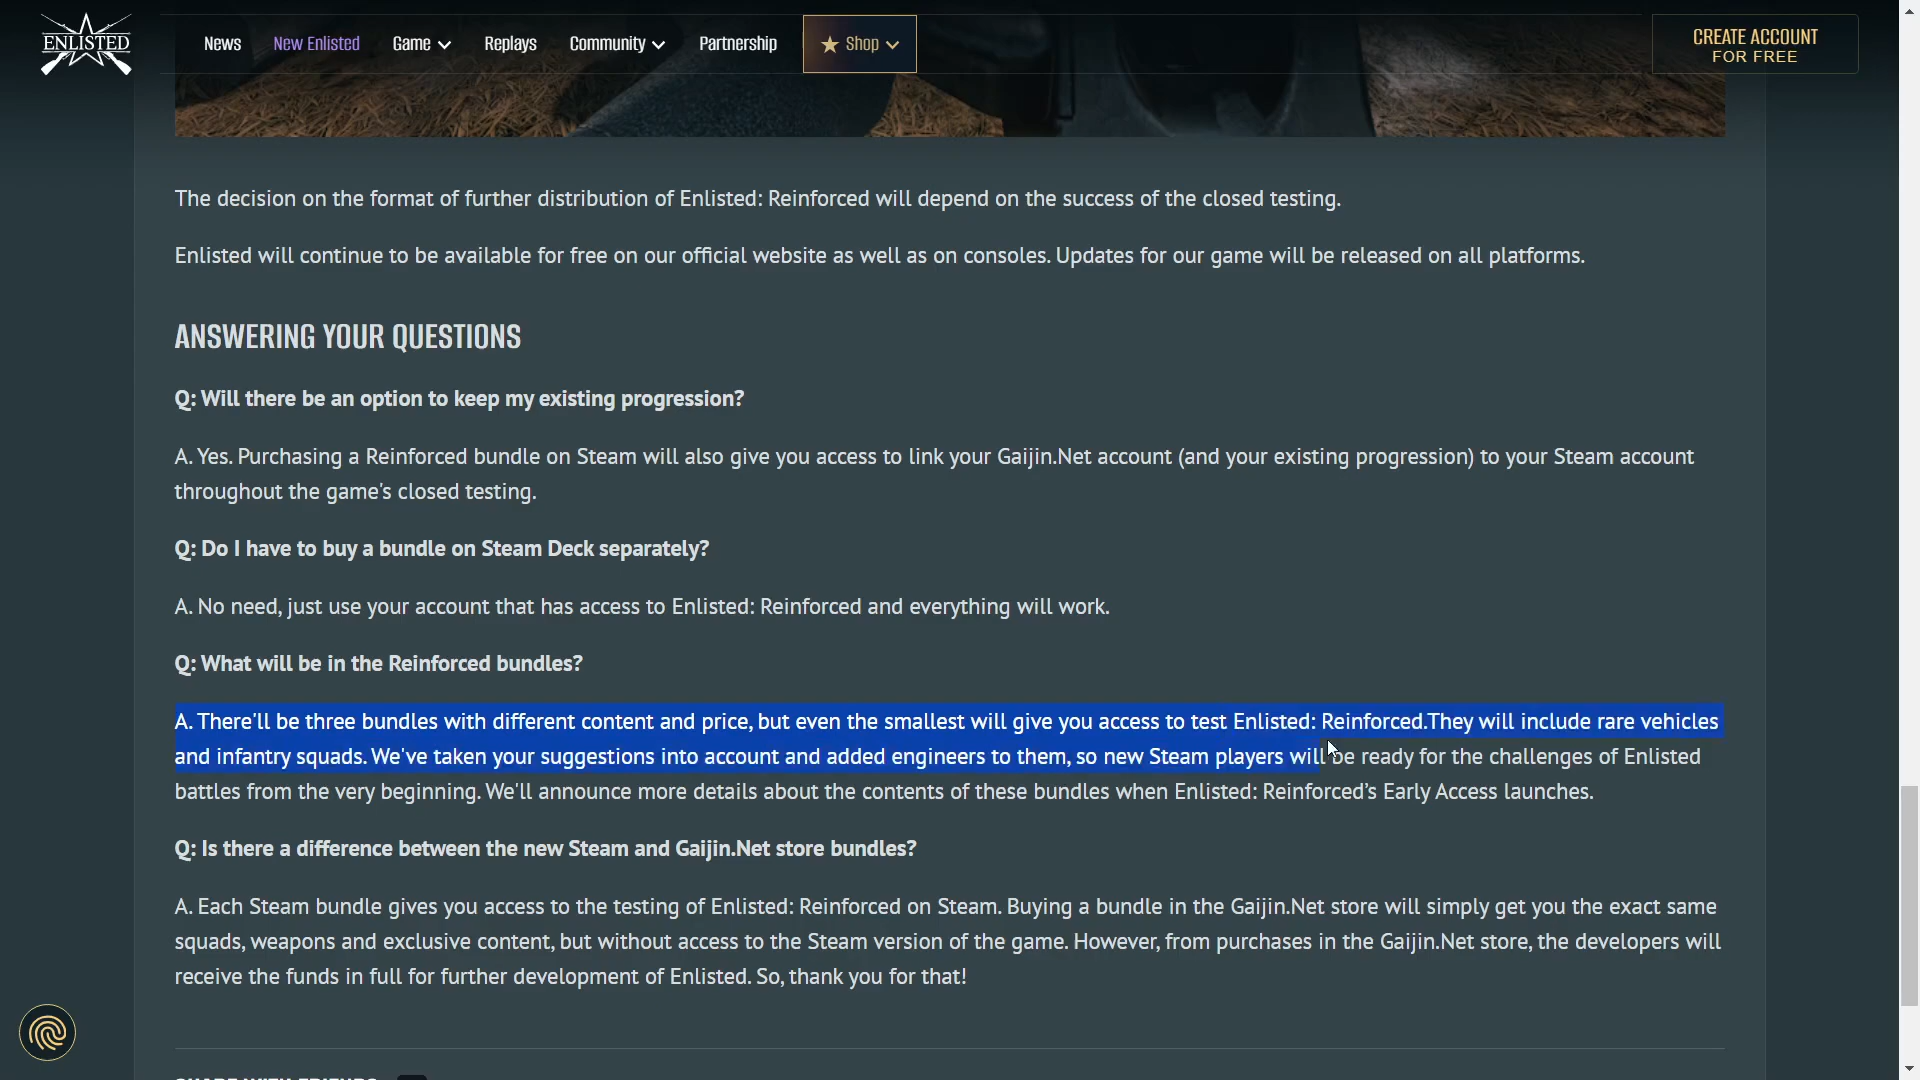 ENLISTED
News New Enlisted Game Replays Community Partnership Shop
CREATE ACCOUNT
FOR FREE
The decision on the format of further distribution of Enlisted: Reinforced will depend on the success of the closed testing.
Enlisted will continue to be available for free on our official website as well as on consoles. Updates for our game will be released on all platforms.
ANSWERING YOUR QUESTIONS
Q: Will there be an option to keep my existing progression?
A. Yes. Purchasing a Reinforced bundle on Steam will also give you access to link your Gaijin.Net account (and your existing progression) to your Steam account
throughout the game's closed testing.
Q: Do I have to buy a bundle on Steam Deck separately?
A. No need, just use your account that has access to Enlisted: Reinforced and everything will work.
Q: What will be in the Reinforced bundles?
A. There'll be three bundles with different content and price, but even the smallest will give you access to test Enlisted: Reinforced.They will include rare vehicles
and infantry squads. We've taken your suggestions into account and added engineers to them, so new Steam players will be ready for the challenges of Enlisted
battles from the very beginning. We'll announce more details about the contents of these bundles when Enlisted: Reinforced’s Early Access launches.
Q: Is there a difference between the new Steam and Gaijin.Net store bundles?
A. Each Steam bundle gives you access to the testing of Enlisted: Reinforced on Steam. Buying a bundle in the Gaijin.Net store will simply get you the exact same
squads, weapons and exclusive content, but without access to the Steam version of the game. However, from purchases in the Gaijin.Net store, the developers will
receive the funds in full for further development of Enlisted. So, thank you for that!
SHARE WITH FRIENDS